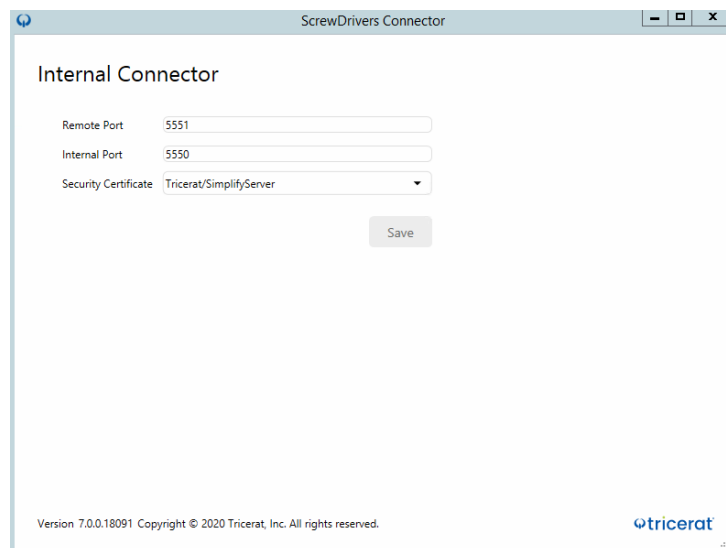 ScrewDrivers Connector
Internal Connector
Remote Port 5551
Internal Port 5550
Security Certificate Tricerat/SimplifyServer
Save
Version 7.0.0.18091 Copyright © 2020 Tricerat, Inc. All rights reserved.
tricerat